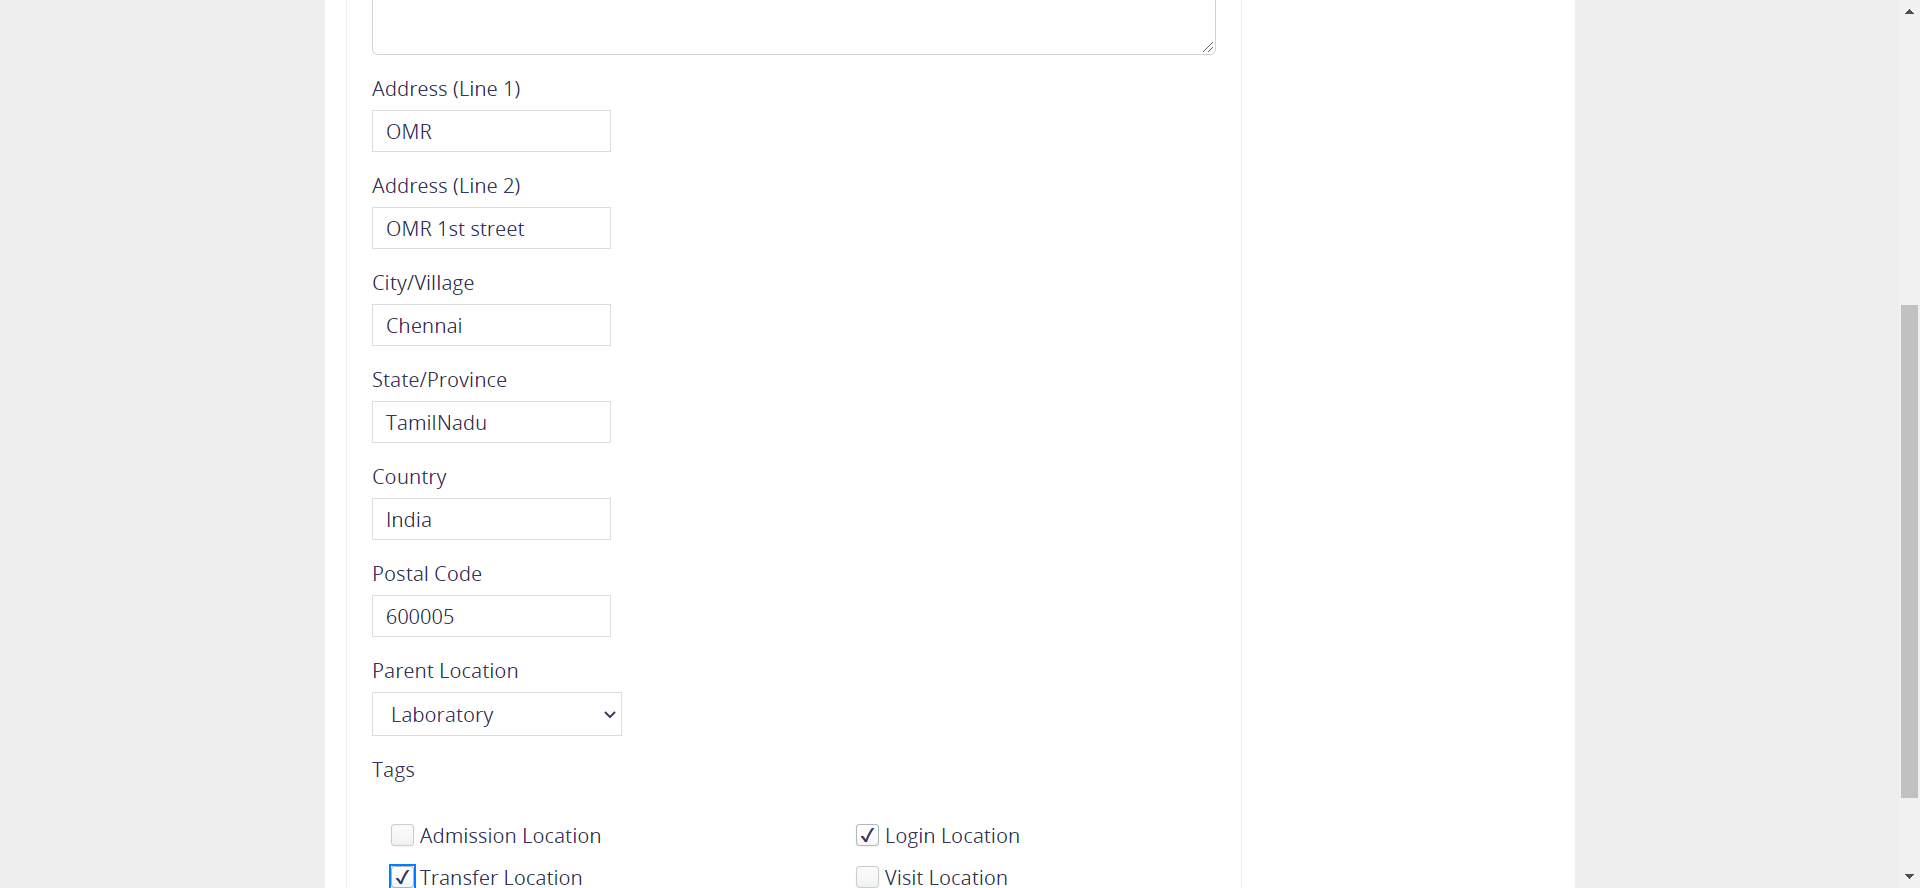 Address (Line 1)
OMR
Address (Line 2)
OMR 1st street
City/Village
Chennai
State/Province
TamilNadu
Country
India
Postal Code
600005
Parent Location
Laboratory
Tags
Admission Location
Login Location
Transfer Location
Visit Location